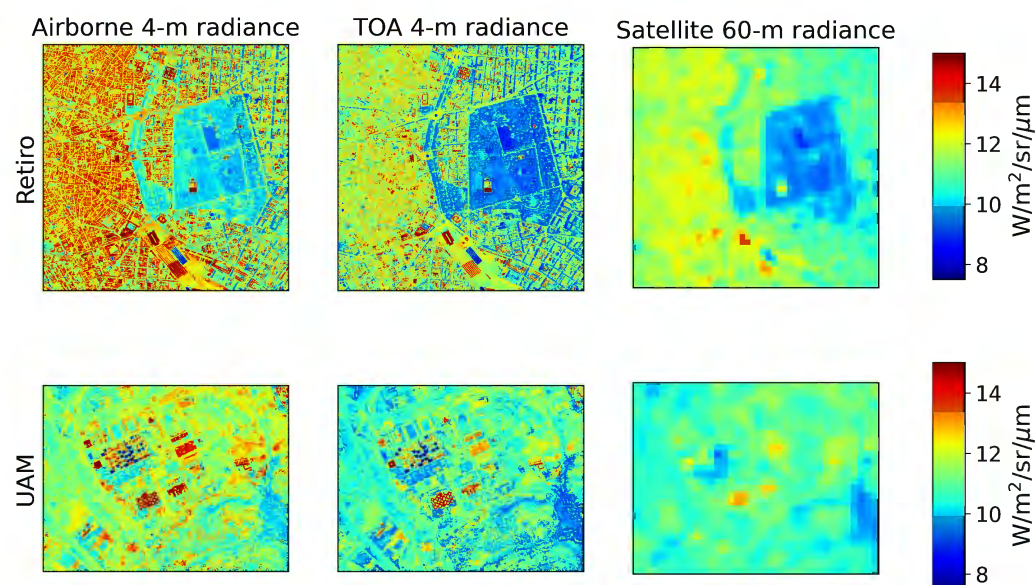 Airborne 4-m radiance TOA 4-m radiance Satellite 60-m radiance
Retiro
14
12
10
8
W/m²/sr/μm
UAM
14
12
10
8
W/m²/sr/μm